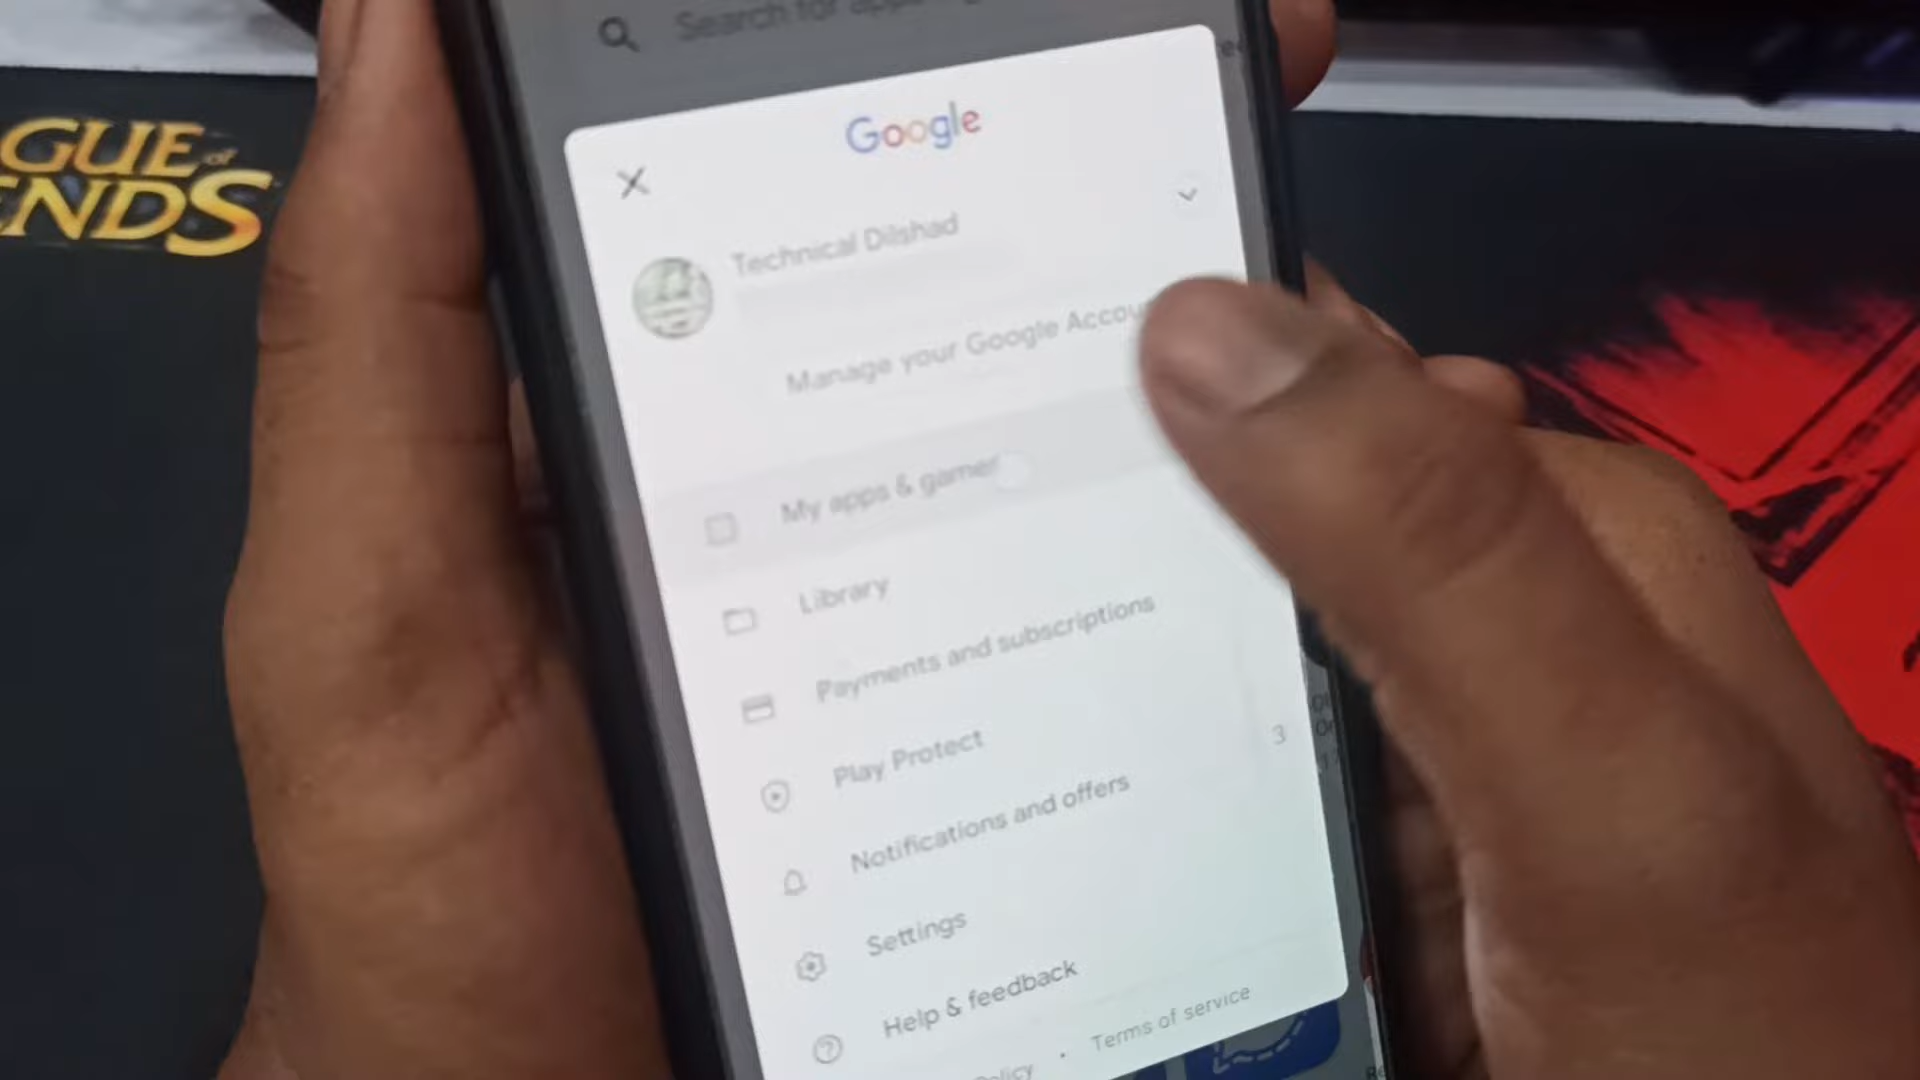 Search for
GUE of
ENDS
Google
Technical Dilshad
Manage your Google Accou
My apps & games
Library
Payments and subscriptions
Play Protect
3
Notifications and offers
Settings
Help & feedback
Policy • Terms of service